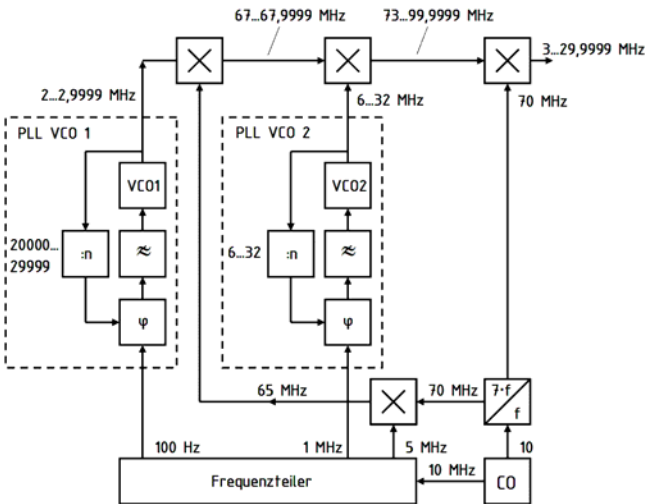 67...67,9999 MHz
73...99,9999 MHz
3...29,9999 MHz
2...2,9999 MHz
6...32 MHz
70 MHz
PLL VCO 1
PLL VCO 2
VCO1
VCO2
20000...
29999
:n
≈
6...32
:n
≈
φ
φ
65 MHz
70 MHz
7·f
f
100 Hz
1 MHz
5 MHz
10
10 MHz
Frequenzteiler
CO